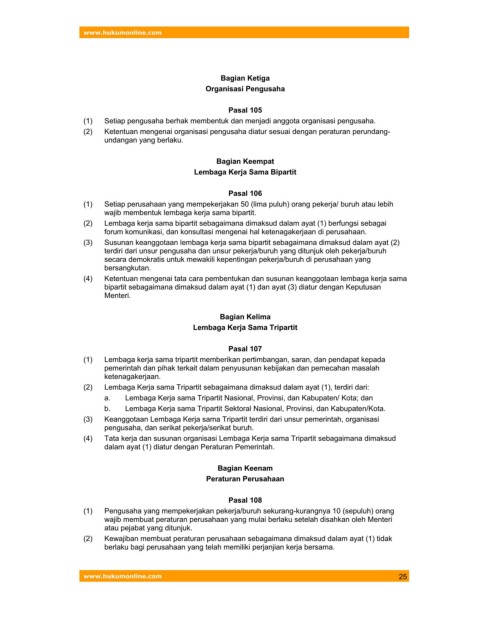 www.hukumonline.com
Bagian Ketiga
Organisasi Pengusaha
Pasal 105
(1) Setiap pengusaha berhak membentuk dan menjadi anggota organisasi pengusaha.
(2) Ketentuan mengenai organisasi pengusaha diatur sesuai dengan peraturan perundang-
undangan yang berlaku.
Bagian Keempat
Lembaga Kerja Sama Bipartit
Pasal 106
(1) Setiap perusahaan yang mempekerjakan 50 (lima puluh) orang pekerja/ buruh atau lebih
wajib membentuk lembaga kerja sama bipartit.
(2) Lembaga kerja sama bipartit sebagaimana dimaksud dalam ayat (1) berfungsi sebagai
forum komunikasi, dan konsultasi mengenai hal ketenagakerjaan di perusahaan.
(3) Susunan keanggotaan lembaga kerja sama bipartit sebagaimana dimaksud dalam ayat (2)
terdiri dari unsur pengusaha dan unsur pekerja/buruh yang ditunjuk oleh pekerja/buruh
secara demokratis untuk mewakili kepentingan pekerja/buruh di perusahaan yang
bersangkutan.
(4) Ketentuan mengenai tata cara pembentukan dan susunan keanggotaan lembaga kerja sama
bipartit sebagaimana dimaksud dalam ayat (1) dan ayat (3) diatur dengan Keputusan
Menteri.
Bagian Kelima
Lembaga Kerja Sama Tripartit
Pasal 107
(1) Lembaga kerja sama tripartit memberikan pertimbangan, saran, dan pendapat kepada
pemerintah dan pihak terkait dalam penyusunan kebijakan dan pemecahan masalah
ketenagakerjaan.
(2) Lembaga Kerja sama Tripartit sebagaimana dimaksud dalam ayat (1), terdiri dari:
a. Lembaga Kerja sama Tripartit Nasional, Provinsi, dan Kabupaten/ Kota; dan
b. Lembaga Kerja sama Tripartit Sektoral Nasional, Provinsi, dan Kabupaten/Kota.
(3) Keanggotaan Lembaga Kerja sama Tripartit terdiri dari unsur pemerintah, organisasi
pengusaha, dan serikat pekerja/serikat buruh.
(4) Tata kerja dan susunan organisasi Lembaga Kerja sama Tripartit sebagaimana dimaksud
dalam ayat (1) diatur dengan Peraturan Pemerintah.
Bagian Keenam
Peraturan Perusahaan
Pasal 108
(1) Pengusaha yang mempekerjakan pekerja/buruh sekurang-kurangnya 10 (sepuluh) orang
wajib membuat peraturan perusahaan yang mulai berlaku setelah disahkan oleh Menteri
atau pejabat yang ditunjuk.
(2) Kewajiban membuat peraturan perusahaan sebagaimana dimaksud dalam ayat (1) tidak
berlaku bagi perusahaan yang telah memiliki perjanjian kerja bersama.
www.hukumonline.com 25